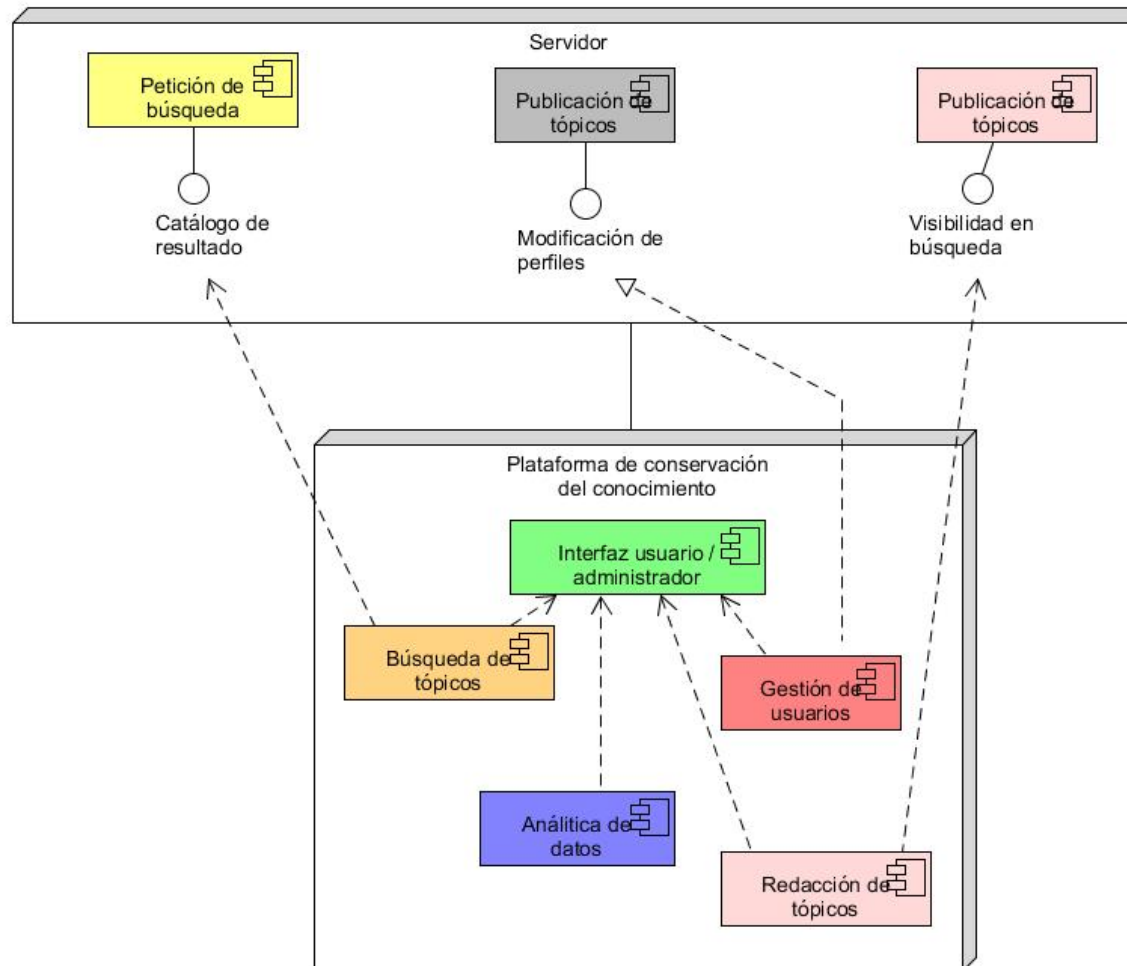 Servidor
Petición de
búsqueda
Publicación de
tópicos
Publicación de
tópicos
Catálogo de
resultado
Modificación de
perfiles
Visibilidad en
búsqueda
Plataforma de conservación
del conocimiento
Interfaz usuario /
administrador
Búsqueda de
tópicos
Gestión de
usuarios
Análitica de
datos
Redacción de
tópicos